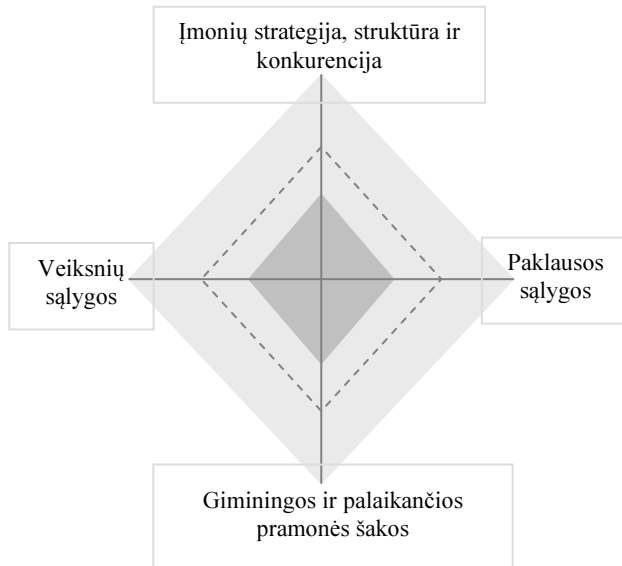 Įmonių strategija, struktūra ir
konkurencija
Veiksnių
sąlygos
Paklausos
sąlygos
Giminingos ir palaikančios
pramonės šakos